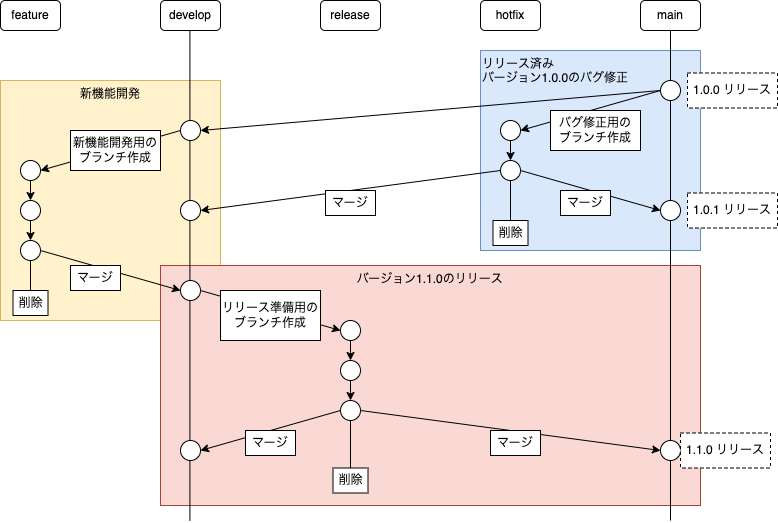 feature
develop
release
hotfix
main
リリース済み
バージョン1.0.0のバグ修正
1.0.0 リリース
新機能開発
バグ修正用の
ブランチ作成
新機能開発用の
ブランチ作成
マージ
マージ
1.0.1 リリース
削除
マージ
バージョン1.1.0のリリース
削除
リリース準備用の
ブランチ作成
マージ
マージ
1.1.0 リリース
削除